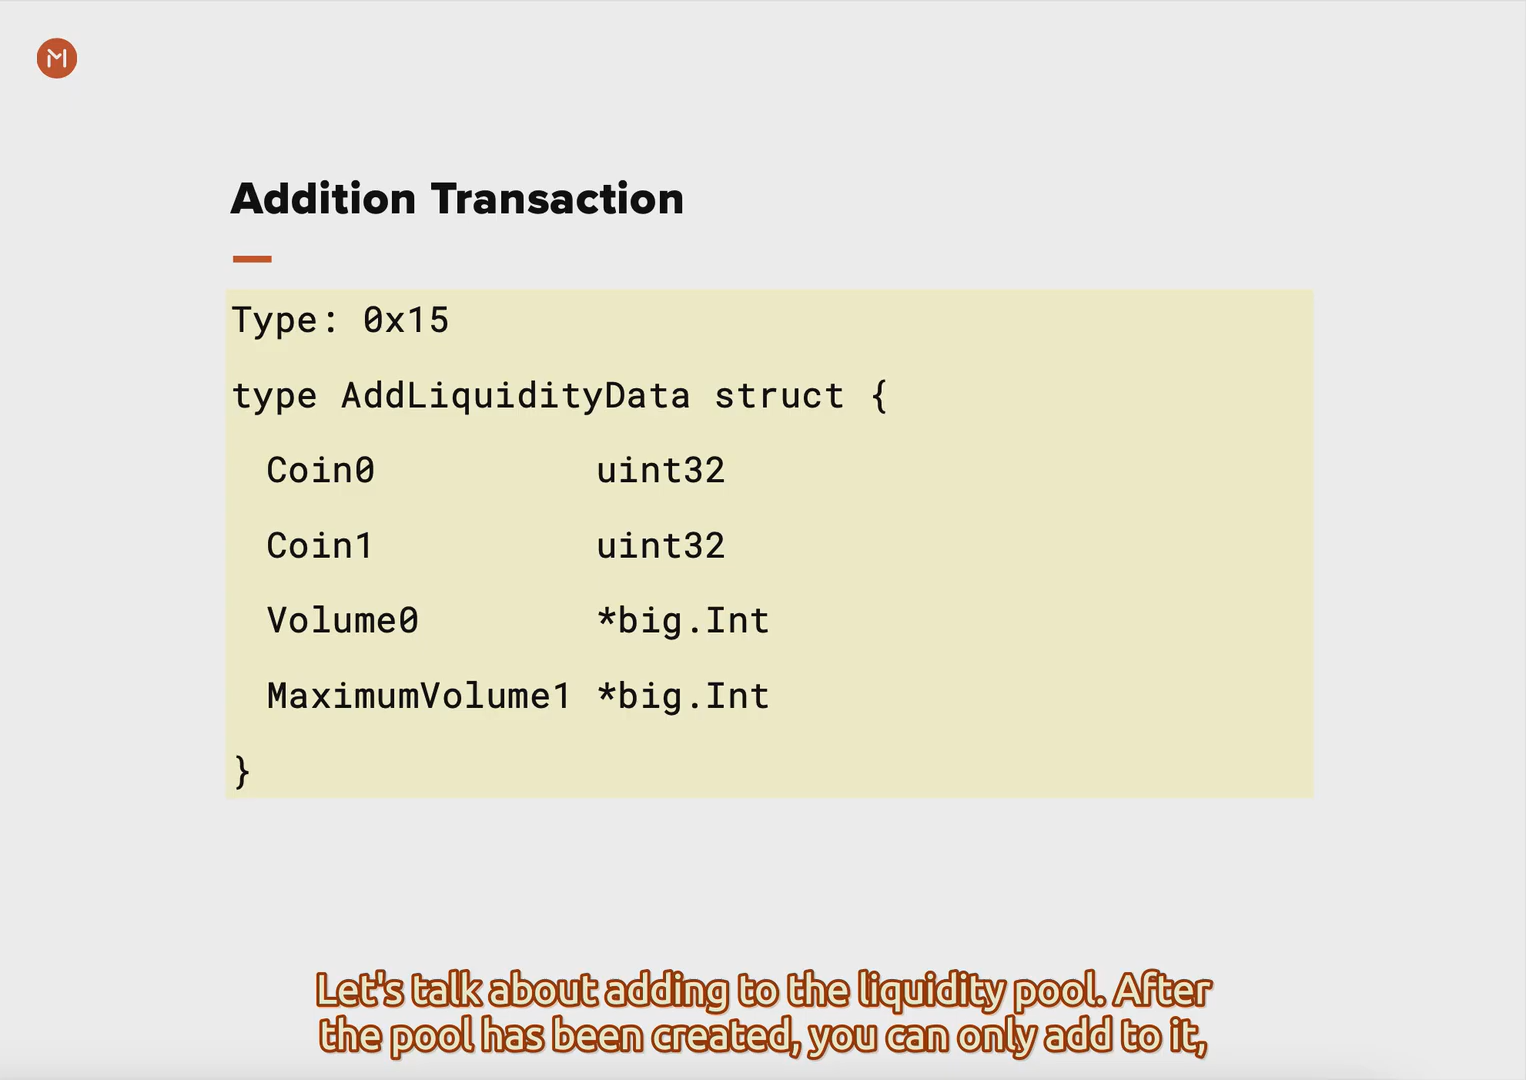 Addition Transaction
Type: 0x15
type AddLiquidityData struct {
Coin0 uint32
Coin1 uint32
Volume0 *big.Int
MaximumVolume1 *big.Int
}
Let's talk about adding to the liquidity pool. After
the pool has been created, you can only add to it,